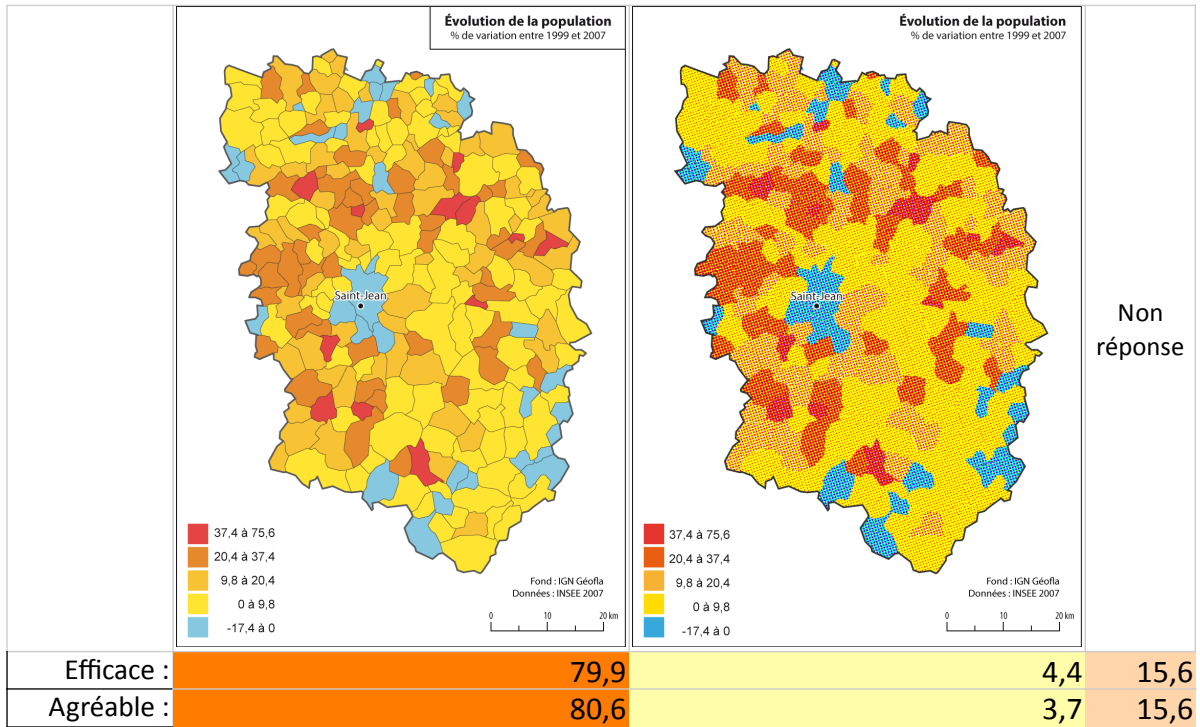 Évolution de la population
% de variation entre 1999 et 2007
Saint-Jean
37,4 à 75,6
20,4 à 37,4
9,8 à 20,4
0 à 9,8
-17,4 à 0
Fond : IGN Géofla
Données : INSEE 2007
0 10 20 km
Évolution de la population
% de variation entre 1999 et 2007
Saint-Jean
37,4 à 75,6
20,4 à 37,4
9,8 à 20,4
0 à 9,8
-17,4 à 0
Fond : IGN Géofla
Données : INSEE 2007
0 10 20 km
Non
réponse
Efficace : 79,9 4,4 15,6
Agréable : 80,6 3,7 15,6